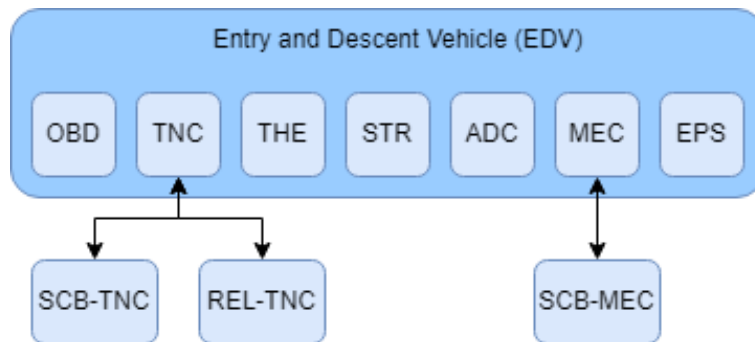 Entry and Descent Vehicle (EDV)
OBD TNC THE STR ADC MEC EPS
SCB-TNC REL-TNC SCB-MEC